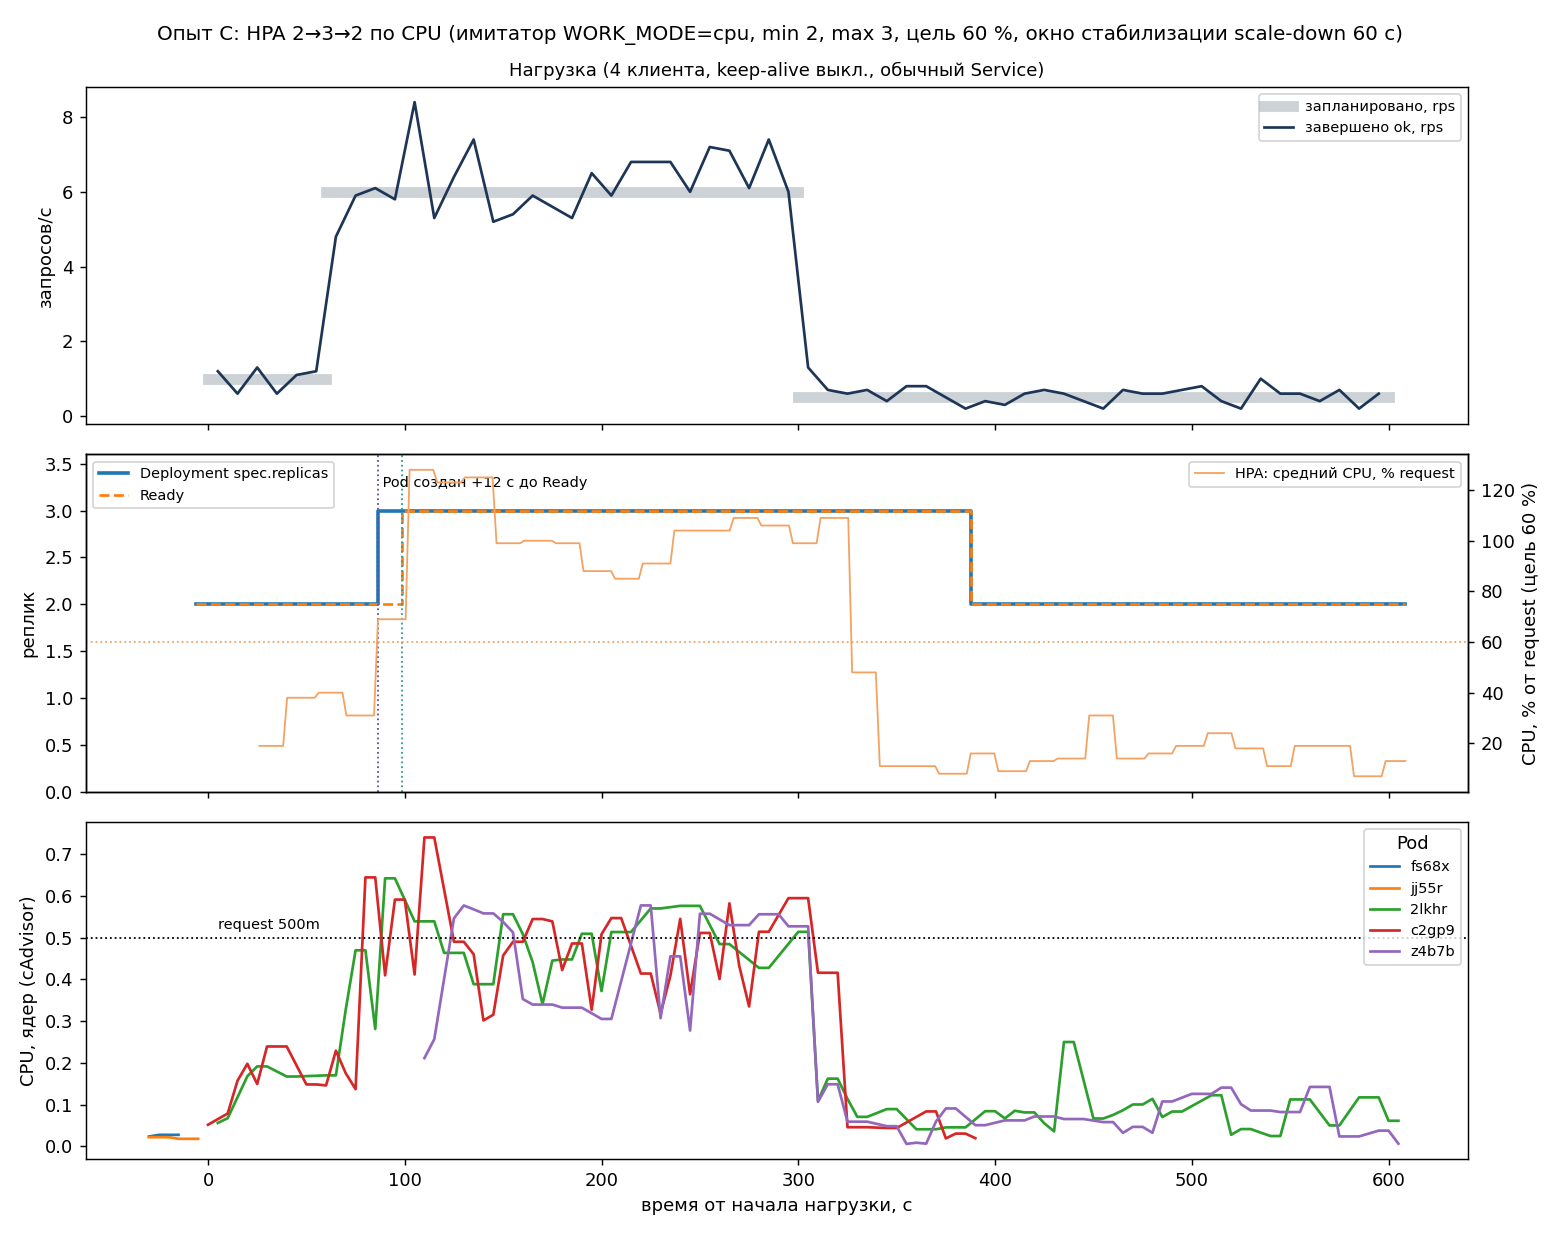 Опыт C: HPA 2→3→2 по CPU (имитатор WORK_MODE=cpu, min 2, max 3, цель 60 %, окно стабилизации scale-down 60 с)
Нагрузка (4 клиента, keep-alive выкл., обычный Service)
запросов/с
8
6
4
2
0
запланировано, rps
завершено ok, rps
реплик
3.5
3.0
2.5
2.0
1.5
1.0
0.5
0.0
Deployment spec.replicas
Ready
Pod создан +12 с до Ready
HPA: средний CPU, % request
120
100
80
60
40
20
CPU, % от request (цель 60 %)
CPU, ядер (cAdvisor)
0.7
0.6
0.5
0.4
0.3
0.2
0.1
0.0
request 500m
Pod
fs68x
jj55r
2lkhr
c2gp9
z4b7b
0
100
200
300
400
500
600
время от начала нагрузки, с